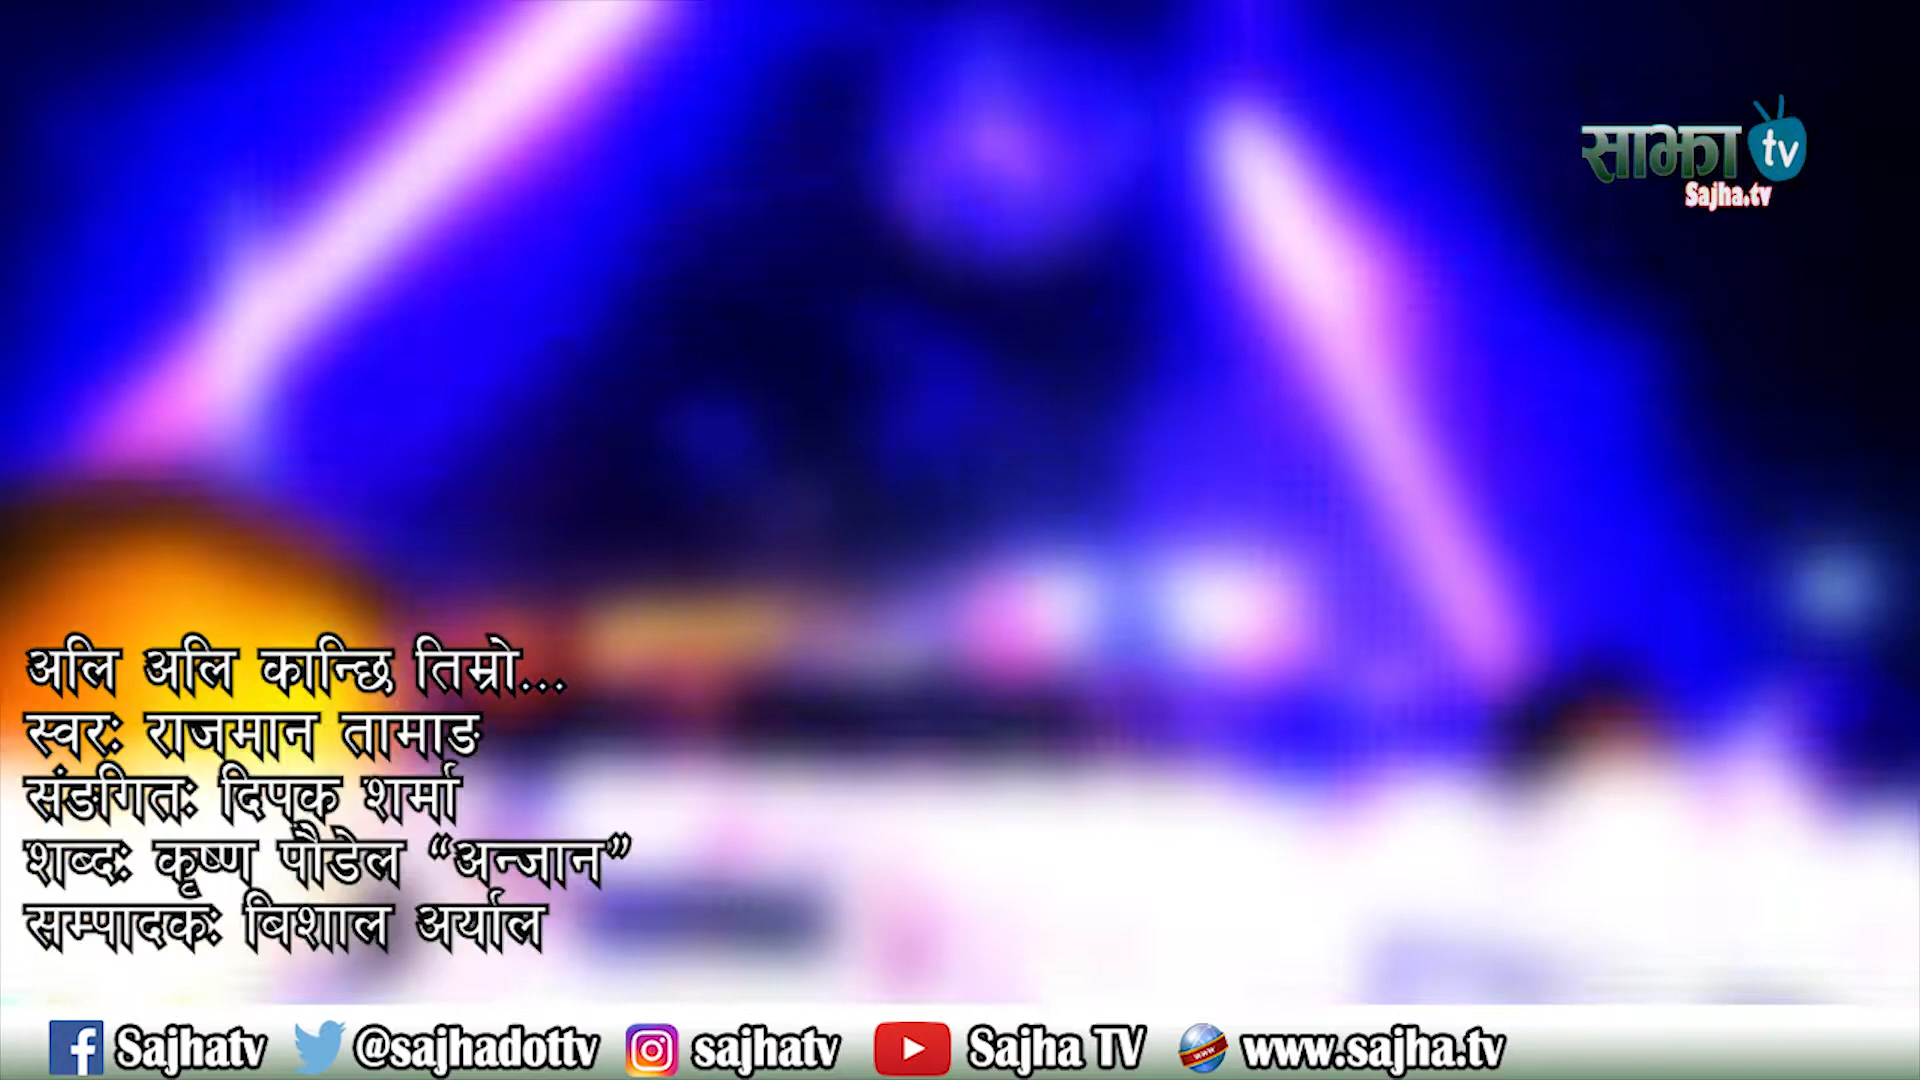 साझा tv
Sajha.tv
अलि अलि कान्छि तिम्रो...
स्वरः राजमान तामाङ
संङगितः दिपक शर्मा
शब्दः कृष्ण पौडेल “अन्जान”
सम्पादकः बिशाल अर्याल
Sajhatv @sajhadottv sajhatv Sajha TV www www.sajha.tv